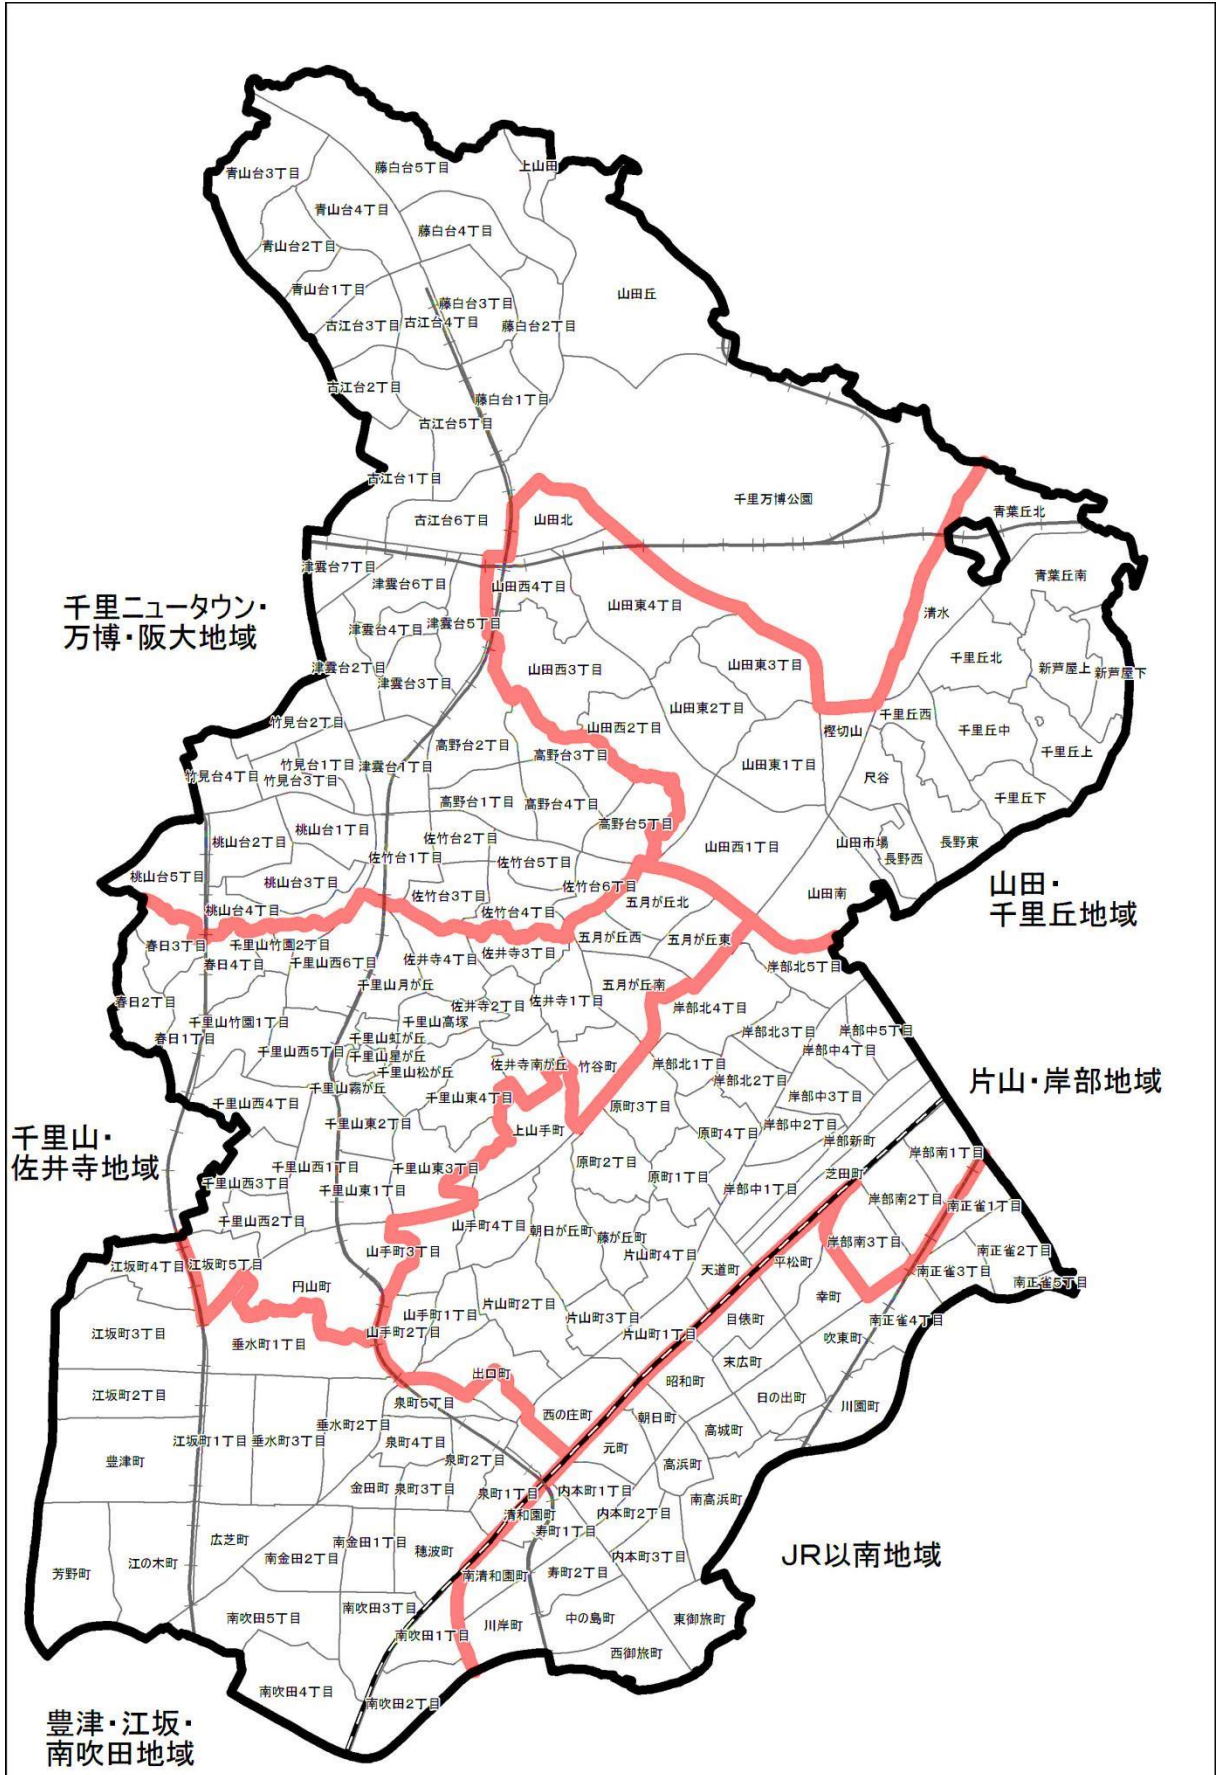 藤白台5丁目
上山田
青山台3丁目
青山台4丁目
藤白台4丁目
青山台2丁目
青山台1丁目
山田丘
藤白台3丁目
古江台3丁目
古江台4丁目
藤白台2丁目
古江台2丁目
藤白台1丁目
古江台5丁目
古江台1丁目
千里万博公園
古江台6丁目
山田北
青葉丘北
津雲台7丁目
津雲台6丁目
山田西4丁目
青葉丘南
千里ニュータウン・
万博・阪大地域
山田東4丁目
清水
津雲台4丁目
津雲台5丁目
津雲台2丁目
津雲台3丁目
山田西3丁目
山田東3丁目
千里丘北
新芦屋上
新芦屋下
山田東2丁目
竹見台2丁目
山田西2丁目
千里丘西
樫切山
千里丘中
高野台2丁目
高野台3丁目
千里丘上
竹見台4丁目
竹見台1丁目
竹見台3丁目
津雲台1丁目
山田東1丁目
尺谷
千里丘下
高野台1丁目
高野台4丁目
高野台5丁目
桃山台2丁目
桃山台1丁目
佐竹台2丁目
山田西1丁目
山田市場
長野東
長野西
佐竹台1丁目
佐竹台5丁目
桃山台5丁目
桃山台3丁目
佐竹台3丁目
佐竹台6丁目
山田南
山田・
千里丘地域
桃山台4丁目
佐竹台4丁目
五月が丘北
春日3丁目
千里山竹園2丁目
五月が丘西
五月が丘東
春日4丁目
千里山西6丁目
佐井寺4丁目
佐井寺3丁目
岸部北5丁目
千里山月が丘
五月が丘南
春日2丁目
佐井寺2丁目
佐井寺1丁目
岸部北4丁目
千里山竹園1丁目
千里山高塚
春日1丁目
千里山虹が丘
岸部北3丁目
岸部中5丁目
千里山西5丁目
千里山星が丘
岸部中4丁目
千里山松が丘
佐井寺南が丘
竹谷町
岸部北1丁目
千里山霧が丘
岸部北2丁目
片山・岸部地域
千里山西4丁目
千里山東4丁目
原町3丁目
岸部中3丁目
千里山東2丁目
上山手町
原町4丁目
岸部中2丁目
千里山・
佐井寺地域
岸部新町
岸部南1丁目
千里山西1丁目
千里山東3丁目
原町2丁目
原町1丁目
芝田町
千里山西3丁目
千里山東1丁目
岸部中1丁目
岸部南2丁目
南正雀1丁目
千里山西2丁目
山手町4丁目
朝日が丘町
藤が丘町
岸部南3丁目
山手町3丁目
片山町4丁目
天道町
平松町
南正雀2丁目
江坂町4丁目
江坂町5丁目
南正雀3丁目
南正雀5丁目
円山町
幸町
山手町1丁目
片山町2丁目
片山町3丁目
目俵町
南正雀4丁目
江坂町3丁目
垂水町1丁目
山手町2丁目
片山町1丁目
吹東町
末広町
出口町
昭和町
江坂町2丁目
泉町5丁目
日の出町
川園町
西の庄町
朝日町
高城町
垂水町2丁目
江坂町1丁目
垂水町3丁目
泉町4丁目
元町
豊津町
泉町2丁目
高浜町
金田町
泉町3丁目
泉町1丁目
内本町1丁目
南高浜町
清和園町
内本町2丁目
広芝町
南金田1丁目
穂波町
寿町1丁目
JR以南地域
芳野町
江の木町
南金田2丁目
内本町3丁目
南清和園町
寿町2丁目
南吹田5丁目
南吹田3丁目
川岸町
中の島町
東御旅町
南吹田1丁目
西御旅町
南吹田4丁目
南吹田2丁目
豊津・江坂・
南吹田地域